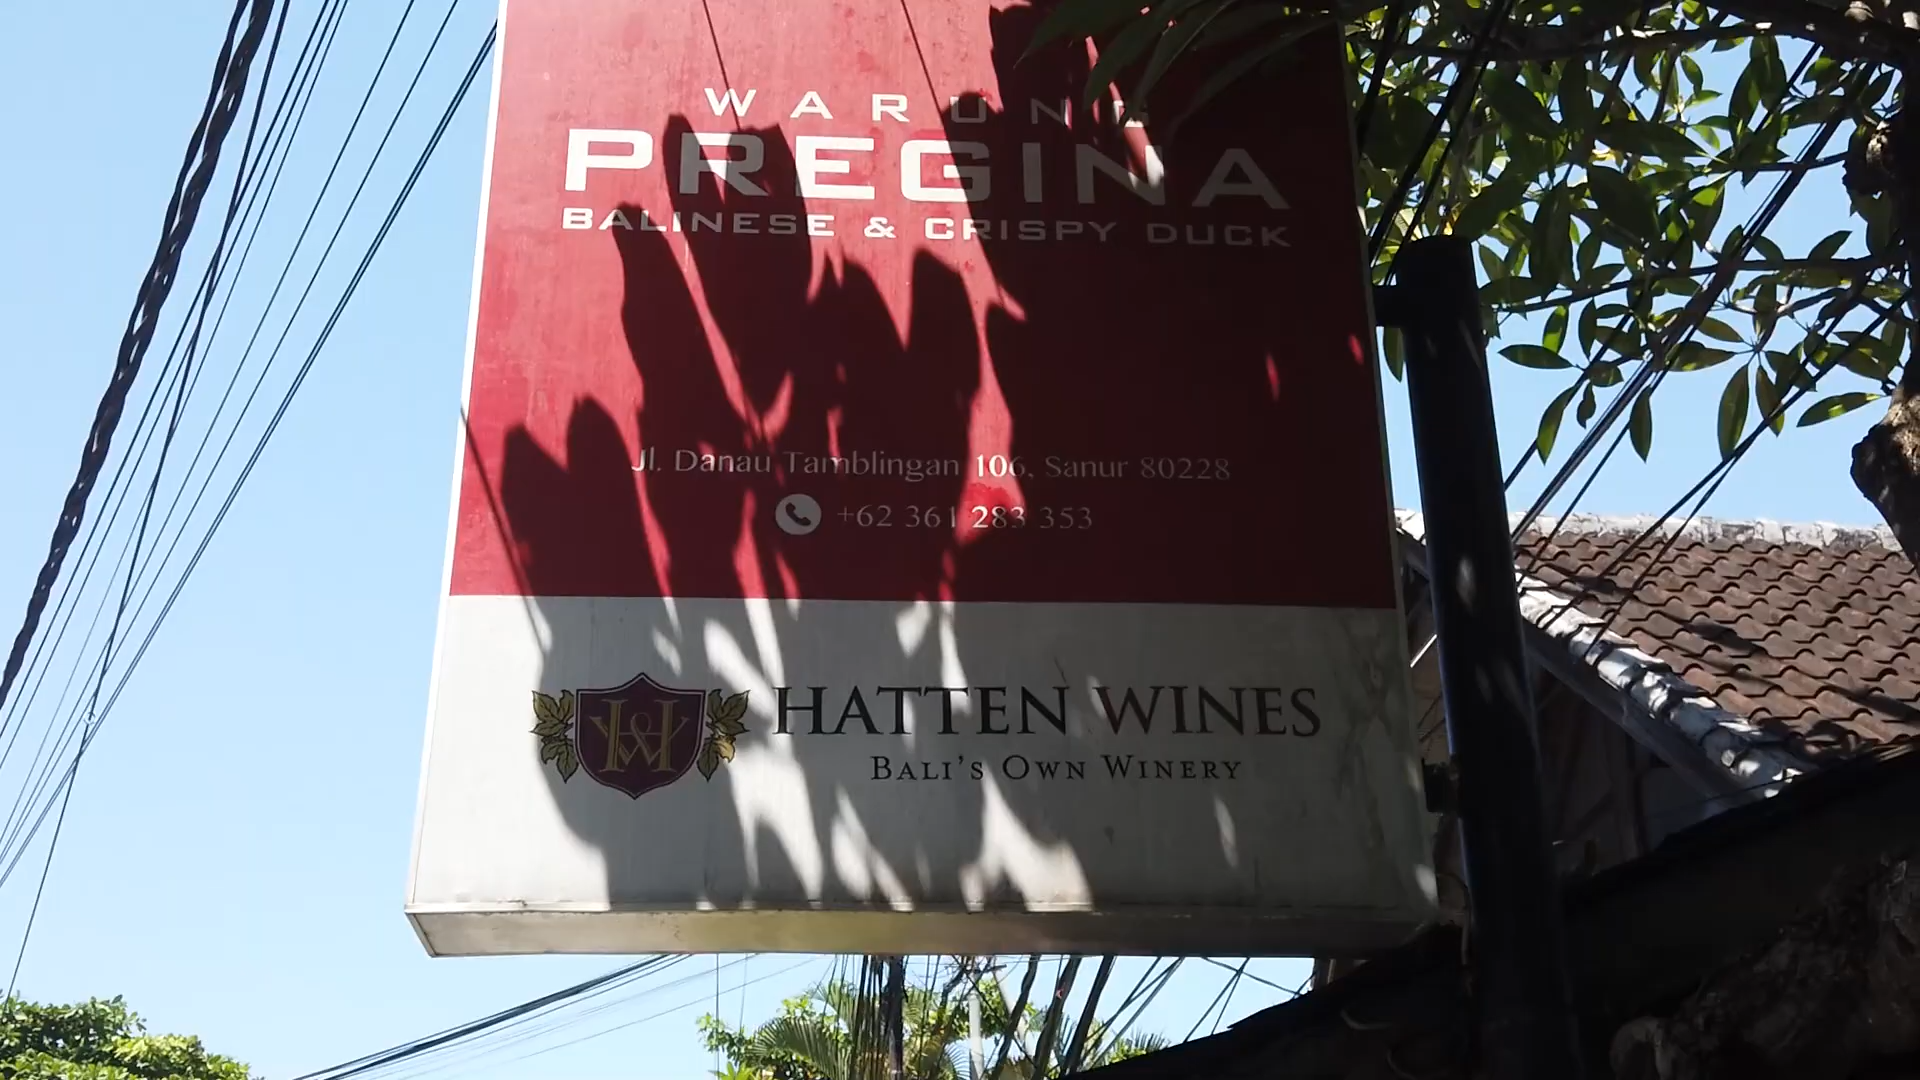 WARUNG
PREGINA
BALINESE & CRISPY DUCK
Jl. Danau Tamblingan 106, Sanur 80228
+62 361 283 353
HATTEN WINES
BALI'S OWN WINERY
H&W